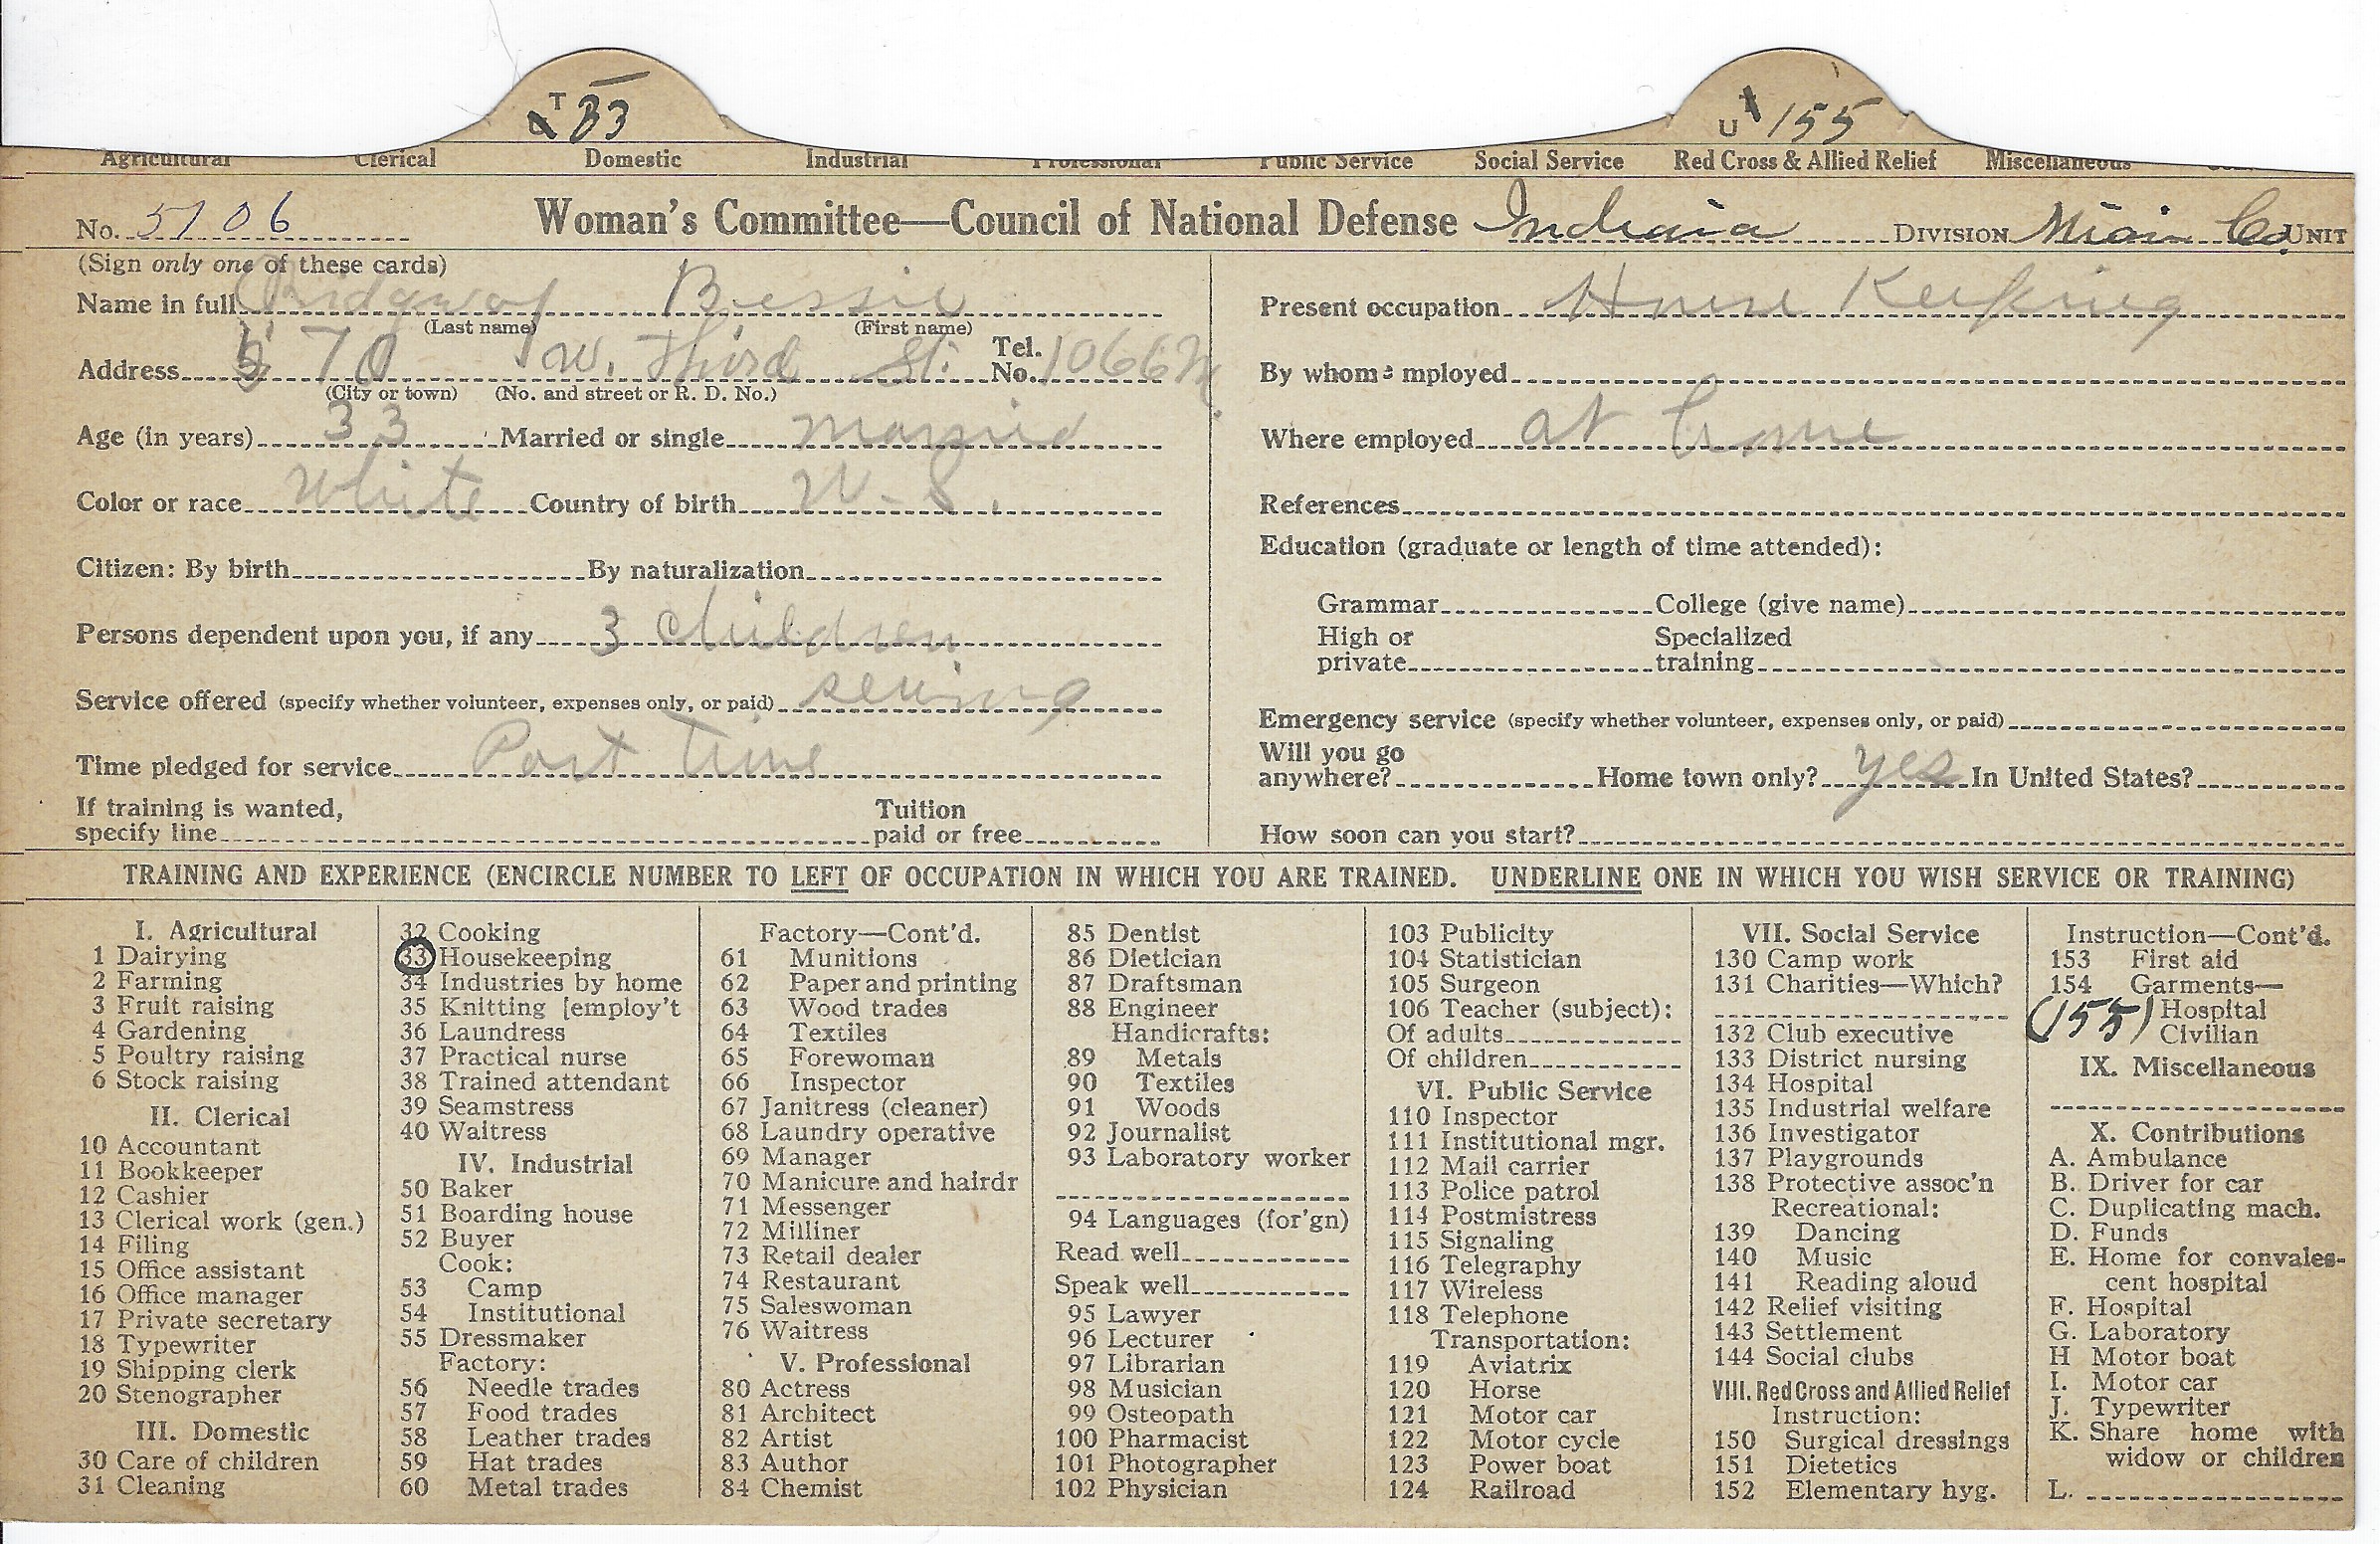 T 33
U 155
Agricultural Clerical Domestic Industrial Professional Public Service Social Service Red Cross & Allied Relief Miscellaneous
No. 5106 Woman's Committee—Council of National Defense Indiana DIVISION Miami Co. UNIT
(Sign only one of these cards)
Name in full Ridgway Bessie
(Last name) (First name)
Address 70 W. Third St. Tel. No. 1066
(City or town) (No. and street or R. D. No.)
Age (in years) 33 Married or single married
Color or race White Country of birth U.S.
Citizen: By birth By naturalization
Persons dependent upon you, if any 3 children
Service offered (specify whether volunteer, expenses only, or paid) sewing
Time pledged for service Part Time
If training is wanted,
specify line Tuition paid or free
Present occupation House Keeping
By whom employed
Where employed at home
References
Education (graduate or length of time attended):
Grammar College (give name)
High or private Specialized training
Emergency service (specify whether volunteer, expenses only, or paid)
Will you go
anywhere? Home town only? yes In United States?
How soon can you start?
TRAINING AND EXPERIENCE (ENCIRCLE NUMBER TO LEFT OF OCCUPATION IN WHICH YOU ARE TRAINED. UNDERLINE ONE IN WHICH YOU WISH SERVICE OR TRAINING)
I. Agricultural
1 Dairying
2 Farming
3 Fruit raising
4 Gardening
5 Poultry raising
6 Stock raising
II. Clerical
10 Accountant
11 Bookkeeper
12 Cashier
13 Clerical work (gen.)
14 Filing
15 Office assistant
16 Office manager
17 Private secretary
18 Typewriter
19 Shipping clerk
20 Stenographer
III. Domestic
30 Care of children
31 Cleaning
32 Cooking
33 Housekeeping
34 Industries by home
35 Knitting [employ't
36 Laundress
37 Practical nurse
38 Trained attendant
39 Seamstress
40 Waitress
IV. Industrial
50 Baker
51 Boarding house
52 Buyer
Cook:
53 Camp
54 Institutional
55 Dressmaker
Factory:
56 Needle trades
57 Food trades
58 Leather trades
59 Hat trades
60 Metal trades
Factory—Cont'd.
61 Munitions
62 Paper and printing
63 Wood trades
64 Textiles
65 Forewoman
66 Inspector
67 Janitress (cleaner)
68 Laundry operative
69 Manager
70 Manicure and hairdr
71 Messenger
72 Milliner
73 Retail dealer
74 Restaurant
75 Saleswoman
76 Waitress
V. Professional
80 Actress
81 Architect
82 Artist
83 Author
84 Chemist
85 Dentist
86 Dietician
87 Draftsman
88 Engineer
Handicrafts:
89 Metals
90 Textiles
91 Woods
92 Journalist
93 Laboratory worker
94 Languages (for'gn)
Read well
Speak well
95 Lawyer
96 Lecturer
97 Librarian
98 Musician
99 Osteopath
100 Pharmacist
101 Photographer
102 Physician
103 Publicity
104 Statistician
105 Surgeon
106 Teacher (subject):
Of adults
Of children
VI. Public Service
110 Inspector
111 Institutional mgr.
112 Mail carrier
113 Police patrol
114 Postmistress
115 Signaling
116 Telegraphy
117 Wireless
118 Telephone
Transportation:
119 Aviatrix
120 Horse
121 Motor car
122 Motor cycle
123 Power boat
124 Railroad
VII. Social Service
130 Camp work
131 Charities—Which?
132 Club executive
133 District nursing
134 Hospital
135 Industrial welfare
136 Investigator
137 Playgrounds
138 Protective assoc'n
Recreational:
139 Dancing
140 Music
141 Reading aloud
142 Relief visiting
143 Settlement
144 Social clubs
VIII. Red Cross and Allied Relief
Instruction:
150 Surgical dressings
151 Dietetics
152 Elementary hyg.
Instruction—Cont'd.
153 First aid
154 Garments—
(155) Hospital
Civilian
IX. Miscellaneous
X. Contributions
A. Ambulance
B. Driver for car
C. Duplicating mach.
D. Funds
E. Home for convales-
cent hospital
F. Hospital
G. Laboratory
H Motor boat
I. Motor car
J. Typewriter
K. Share home with
widow or children
L.